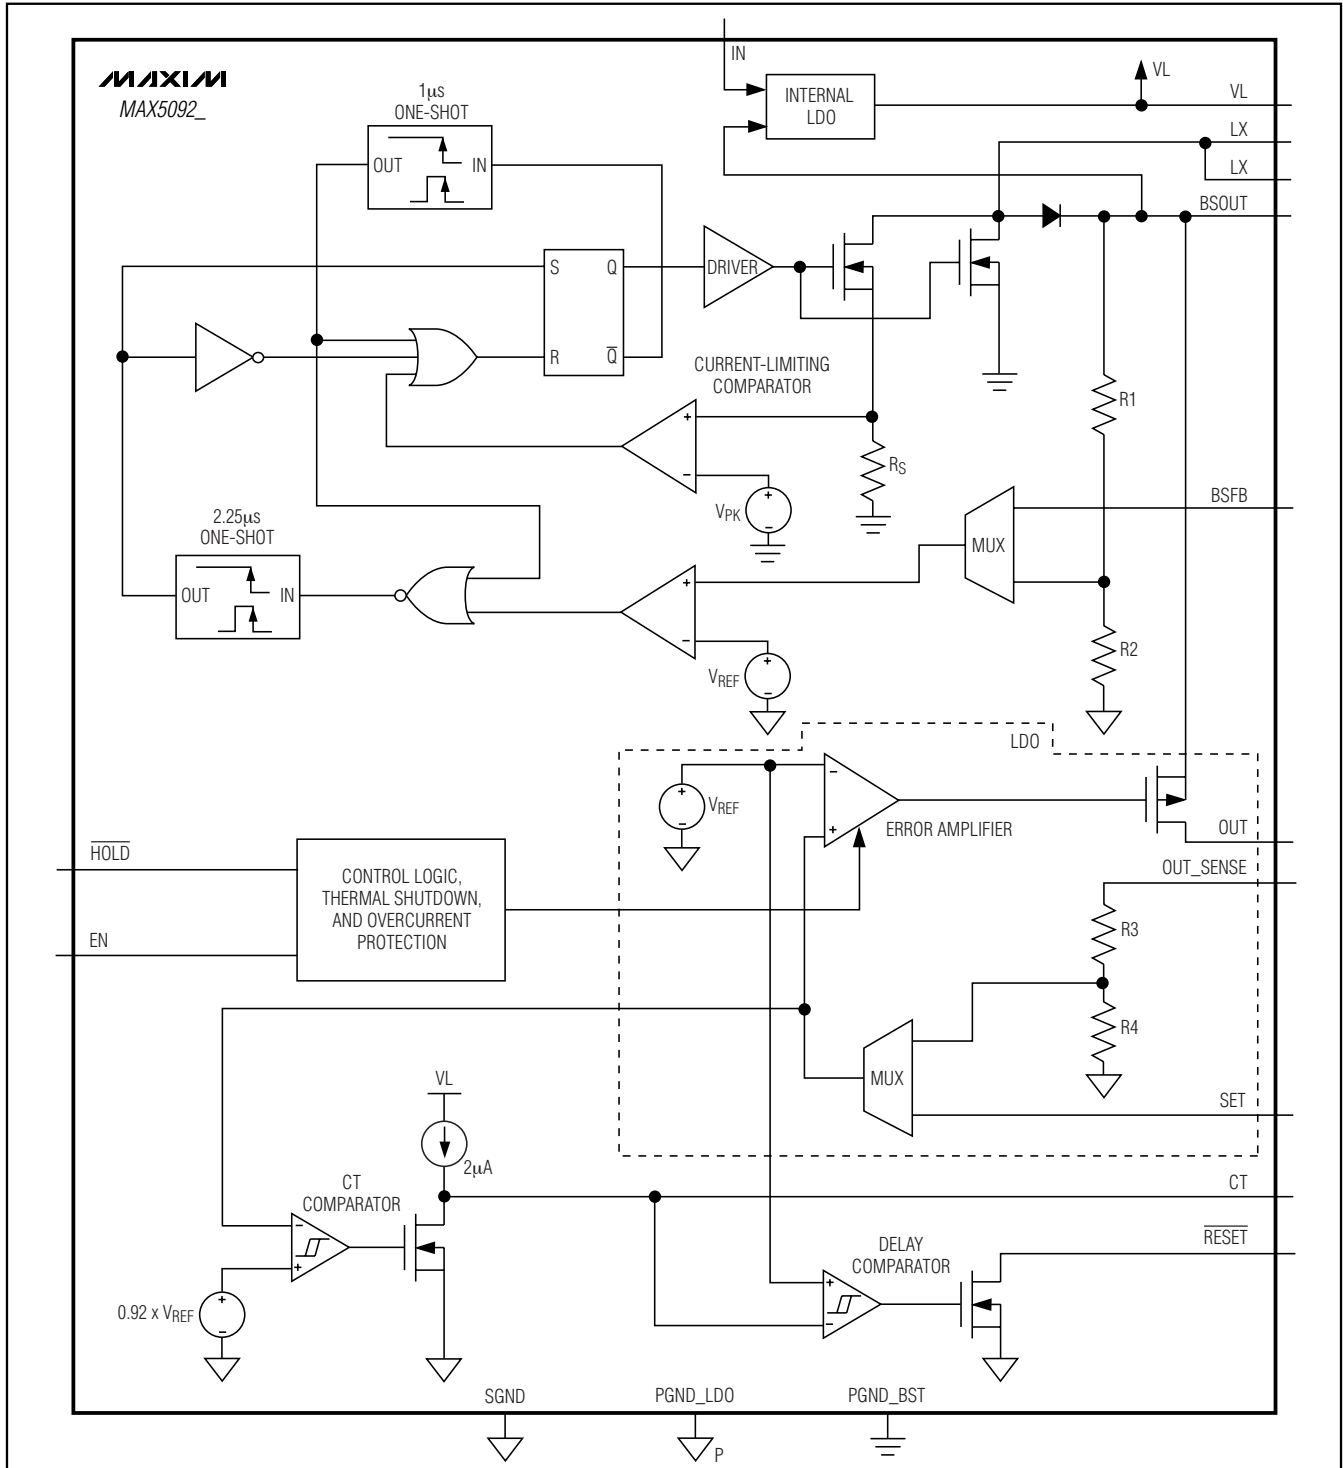 IN
MAXIM
MAX5092_
VL
1µs
ONE-SHOT
INTERNAL
LDO
VL
LX
OUT
IN
LX
BSOUT
S
Q
DRIVER
R
Q̅
CURRENT-LIMITING
COMPARATOR
R1
+
RS
−
BSFB
VPK
+
−
2.25µs
ONE-SHOT
MUX
OUT
IN
+
−
R2
VREF
+
−
LDO
−
+
−
VREF
+
ERROR AMPLIFIER
OUT
H̅O̅L̅D̅
OUT_SENSE
CONTROL LOGIC,
THERMAL SHUTDOWN,
AND OVERCURRENT
PROTECTION
EN
R3
R4
MUX
VL
SET
2µA
CT
COMPARATOR
CT
−
+
DELAY
COMPARATOR
R̅E̅S̅E̅T̅
+
−
0.92 x VREF
+
−
SGND
PGND_LDO
PGND_BST
P